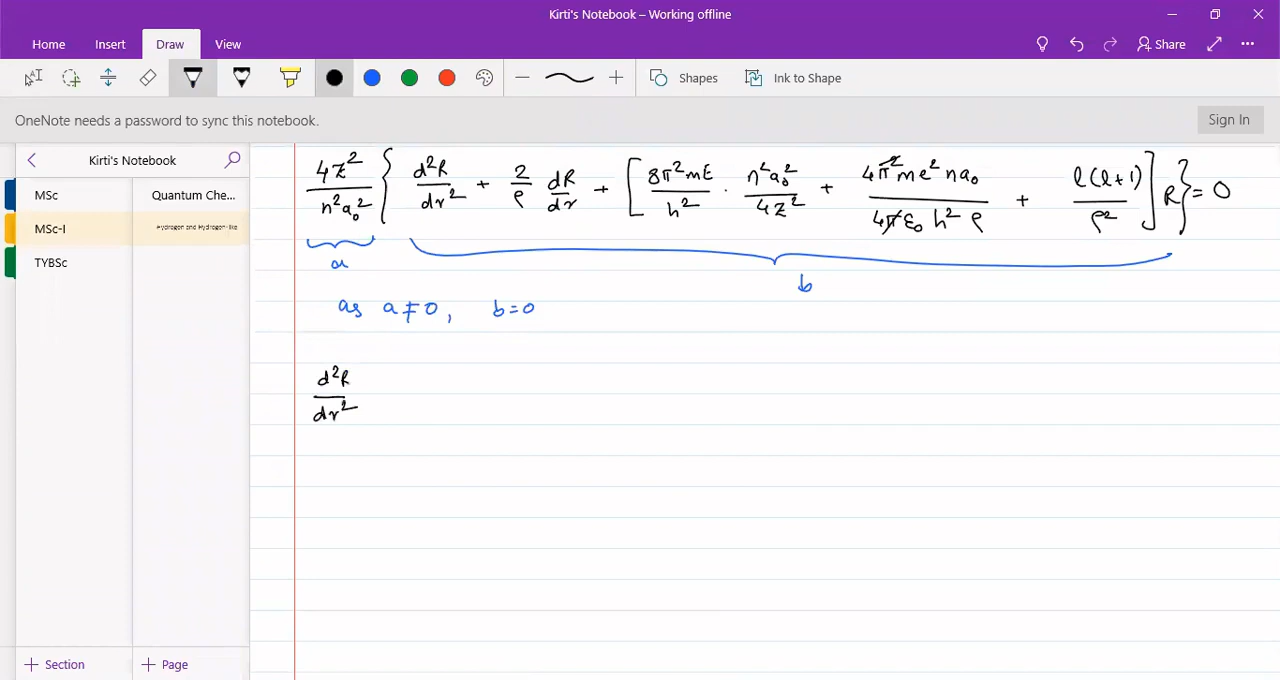 Kirti's Notebook – Working offline
Home Insert Draw View Share
Shapes Ink to Shape
OneNote needs a password to sync this notebook. Sign In
Kirti's Notebook
MSc Quantum Che...
MSc-I Hydrogen and Hydrogen-like
TYBSc
4Z²/n²a₀² { d²R/dr² + 2/ρ dR/dr + [ 8π²mE/h² · n²a₀²/4Z² + 4π²me²na₀/4πε₀h²ρ + l(l+1)/ρ² ] R } = 0
a
b
as a≠0, b=0
d²R/dr²
+ Section + Page